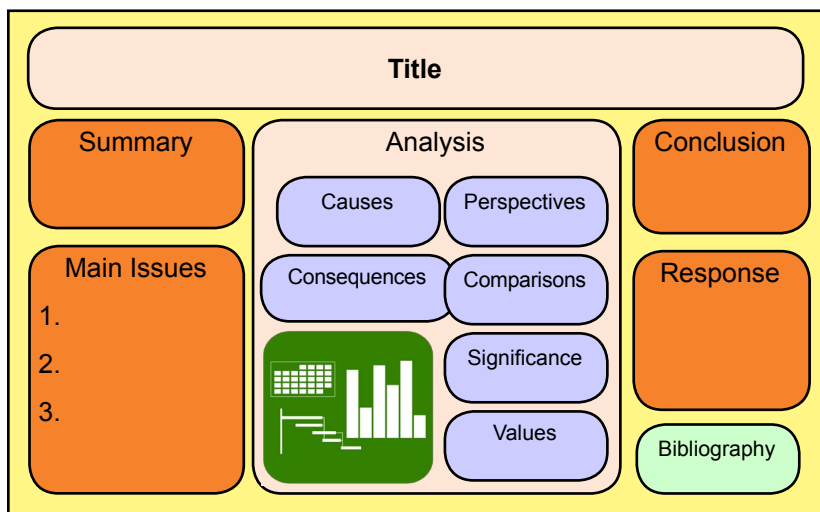 Title
Summary
Main Issues
1.
2.
3.
Analysis
Causes
Perspectives
Consequences
Comparisons
Significance
Values
Conclusion
Response
Bibliography